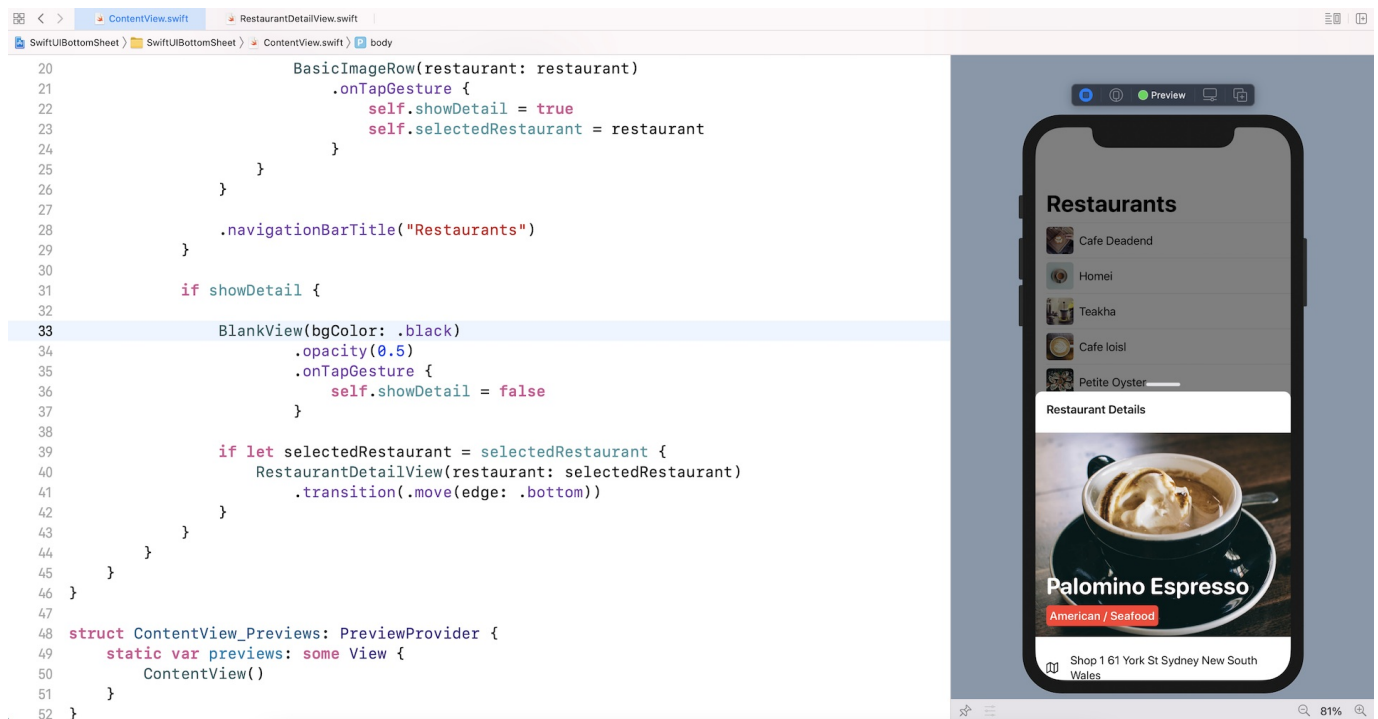 ContentView.swift
RestaurantDetailView.swift
SwiftUIBottomSheet
SwiftUIBottomSheet
ContentView.swift
P
body
20 BasicImageRow(restaurant: restaurant)
21 .onTapGesture {
22 self.showDetail = true
23 self.selectedRestaurant = restaurant
24 }
25 }
26 }
27
28 .navigationBarTitle("Restaurants")
29 }
30
31 if showDetail {
32
33 BlankView(bgColor: .black)
34 .opacity(0.5)
35 .onTapGesture {
36 self.showDetail = false
37 }
38
39 if let selectedRestaurant = selectedRestaurant {
40 RestaurantDetailView(restaurant: selectedRestaurant)
41 .transition(.move(edge: .bottom))
42 }
43 }
44 }
45 }
46 }
47
48 struct ContentView_Previews: PreviewProvider {
49 static var previews: some View {
50 ContentView()
51 }
52 }
Preview
Restaurants
Cafe Deadend
Homei
Teakha
Cafe loisl
Petite Oyster
Restaurant Details
Palomino Espresso
American / Seafood
Shop 1 61 York St Sydney New South
Wales
81%